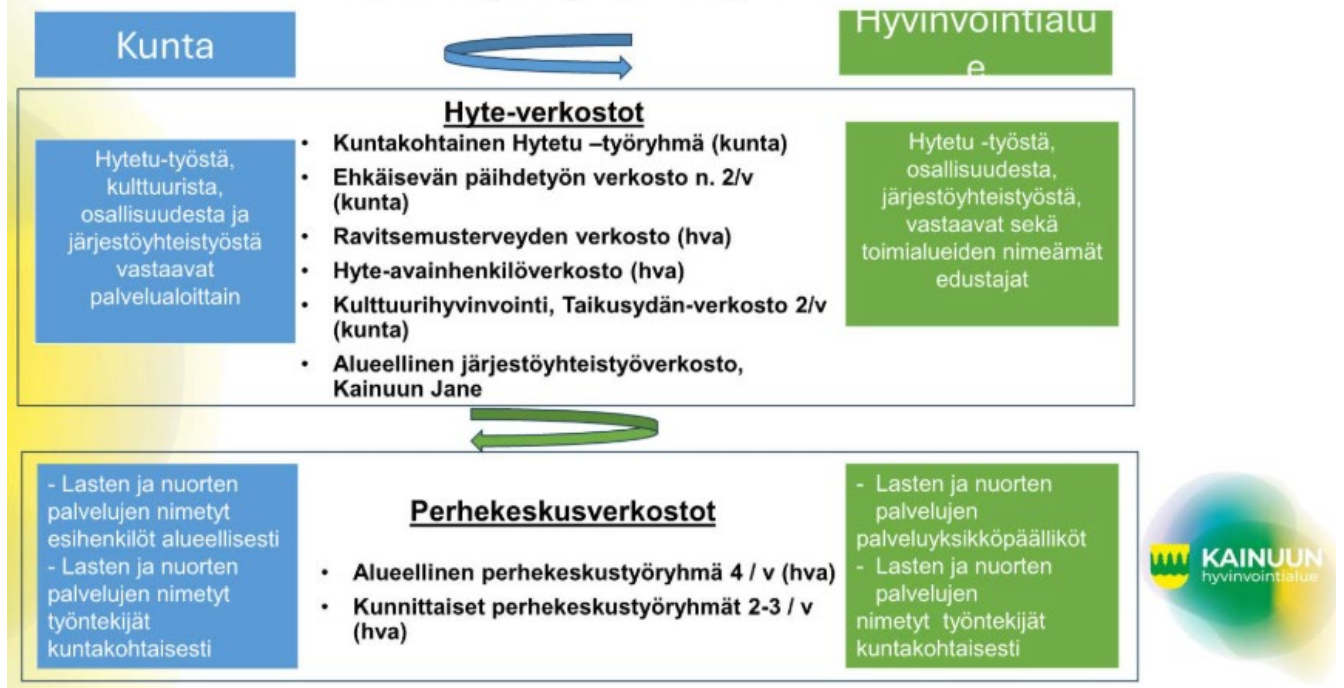 Kunta
Hyvinvointialu
e
Hyte-verkostot
Hytetu-työstä,
kulttuurista,
osallisuudesta ja
järjestöyhteistyöstä
vastaavat
palvelualoittain
• Kuntakohtainen Hytetu –työryhmä (kunta)
• Ehkäisevän päihdetyön verkosto n. 2/v
(kunta)
• Ravitsemusterveyden verkosto (hva)
• Hyte-avainhenkilöverkosto (hva)
• Kulttuurihyvinvointi, Taikusydän-verkosto 2/v
(kunta)
• Alueellinen järjestöyhteistyöverkosto,
Kainuun Jane
Hytetu -työstä,
osallisuudesta,
järjestöyhteistyöstä,
vastaavat sekä
toimialueiden nimeämät
edustajat
- Lasten ja nuorten
palvelujen nimetyt
esihenkilöt alueellisesti
- Lasten ja nuorten
palvelujen nimetyt
työntekijät
kuntakohtaisesti
Perhekeskusverkostot
• Alueellinen perhekeskustyöryhmä 4 / v (hva)
• Kunnittaiset perhekeskustyöryhmät 2-3 / v
(hva)
- Lasten ja nuorten
palvelujen
palveluyksikköpäälliköt
- Lasten ja nuorten
palvelujen
nimetyt työntekijät
kuntakohtaisesti
KAINUUN
hyvinvointialue